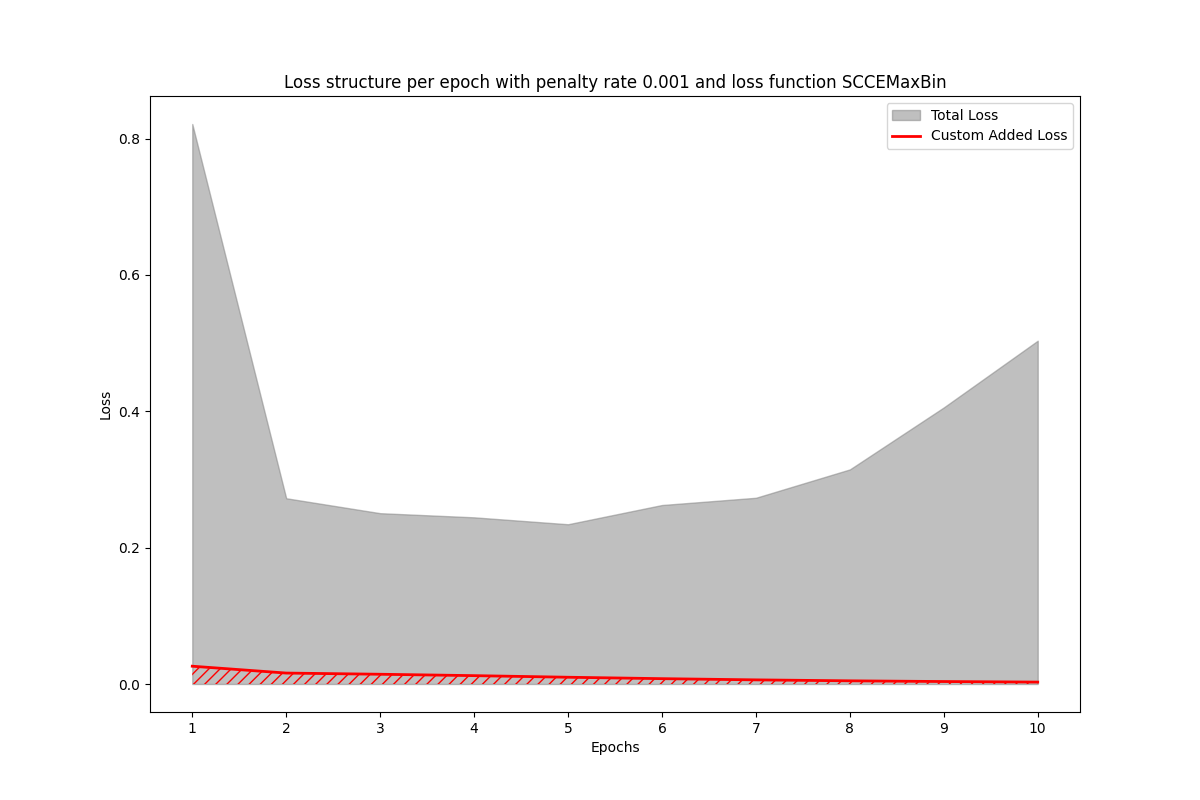 Loss structure per epoch with penalty rate 0.001 and loss function SCCEMaxBin
Total Loss
Custom Added Loss
0.8
0.6
0.4
0.2
0.0
Loss
1 2 3 4 5 6 7 8 9 10
Epochs